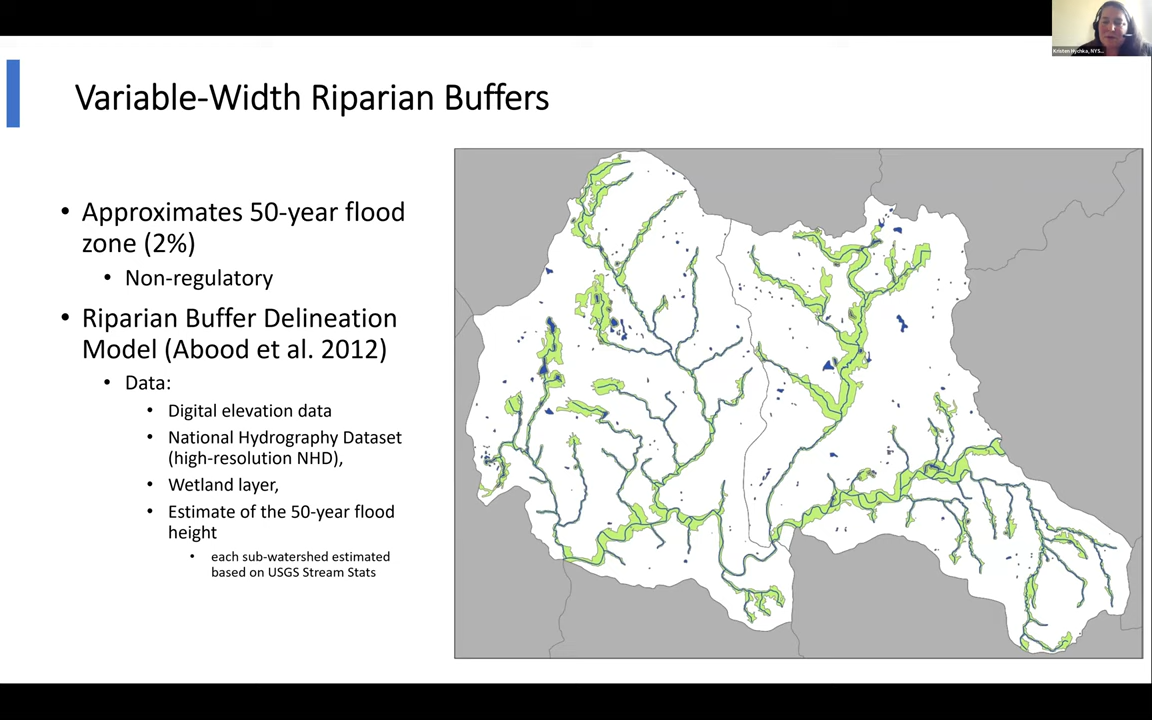 Kristen Hychka, NYS...
Variable-Width Riparian Buffers
• Approximates 50-year flood
zone (2%)
• Non-regulatory
• Riparian Buffer Delineation
Model (Abood et al. 2012)
• Data:
• Digital elevation data
• National Hydrography Dataset
(high-resolution NHD),
• Wetland layer,
• Estimate of the 50-year flood
height
• each sub-watershed estimated
based on USGS Stream Stats